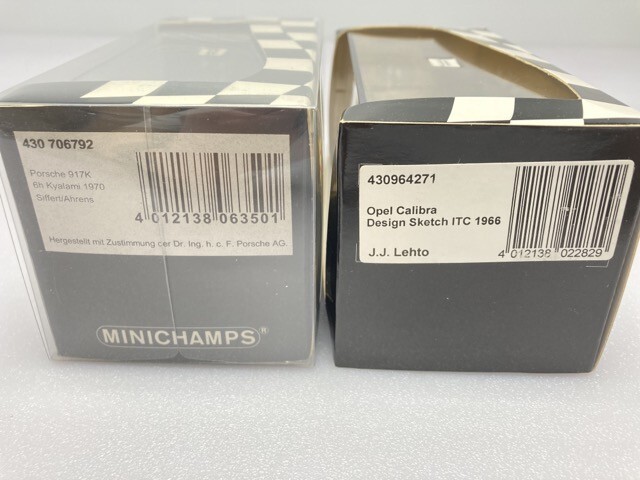 430 706792
Porsche 917K
6h Kyalami 1970
Siffert/Ahrens
4 012138 063501
Hergestellt mit Zustimmung der Dr. Ing. h. c. F. Porsche AG.
MINICHAMPS®
430964271
Opel Calibra
Design Sketch ITC 1966
J.J. Lehto
4 012138 022829